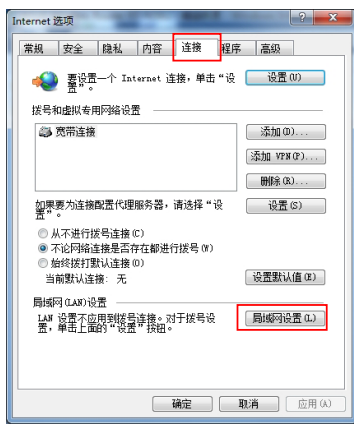 Internet 选项
常规 安全 隐私 内容 连接 程序 高级
要设置一个 Internet 连接，单击“设
置”。
设置(U)
拨号和虚拟专用网络设置
宽带连接
添加(D)...
添加 VPN(P)...
删除(R)...
如果要为连接配置代理服务器，请选择“设
置”。
设置(S)
从不进行拨号连接(C)
不论网络连接是否存在都进行拨号(W)
始终拨打默认连接(O)
当前默认连接: 无
设置默认值(E)
局域网(LAN)设置
LAN 设置不应用到拨号连接。对于拨号设
置，单击上面的“设置”按钮。
局域网设置(L)
确定 取消 应用(A)